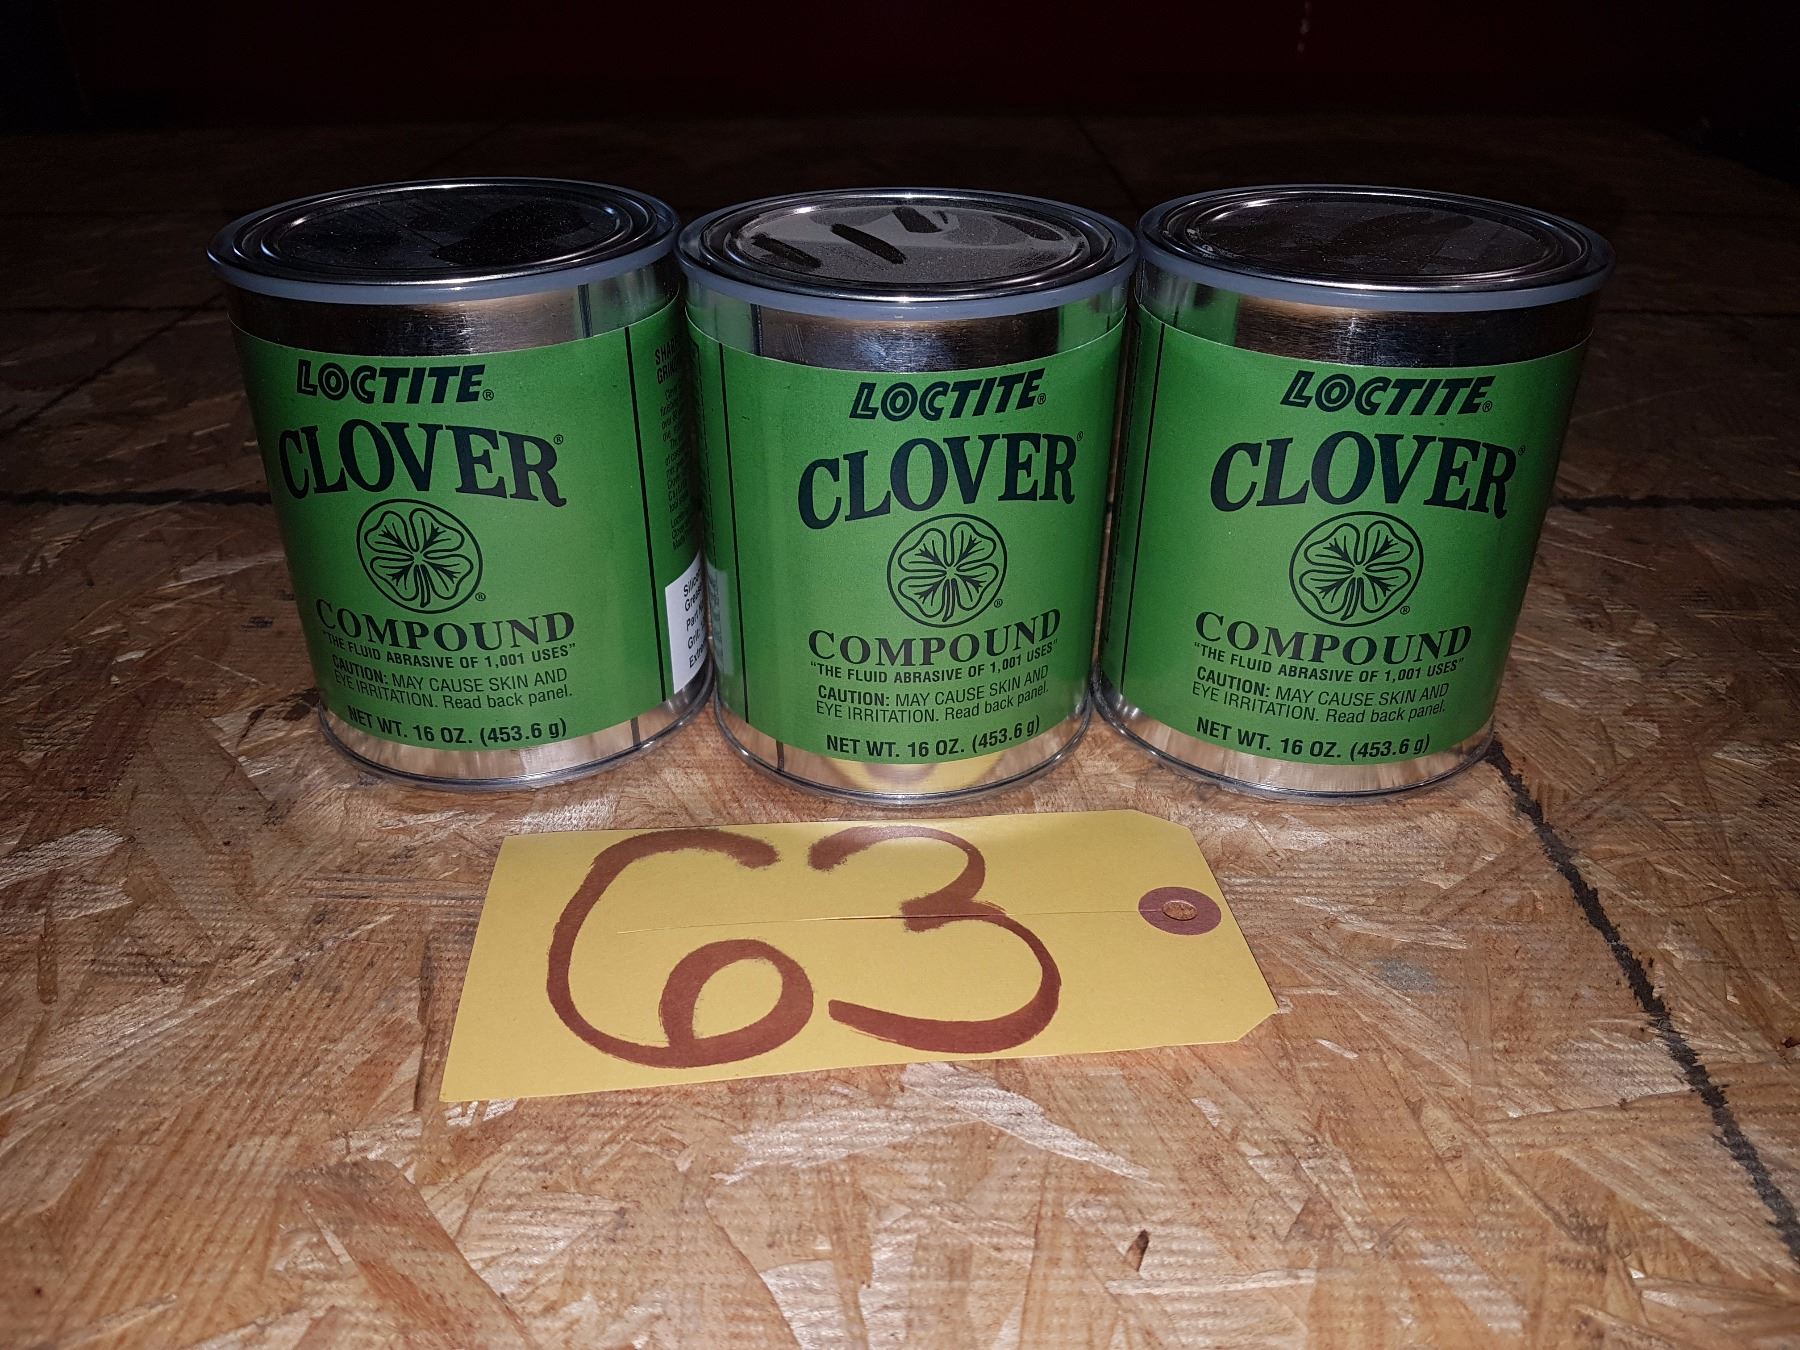 LOCTITE®
CLOVER®
®
COMPOUND
"THE FLUID ABRASIVE OF 1,001 USES"
CAUTION: MAY CAUSE SKIN AND
EYE IRRITATION. Read back panel.
NET WT. 16 OZ. (453.6 g)
LOCTITE®
CLOVER®
®
COMPOUND
"THE FLUID ABRASIVE OF 1,001 USES"
CAUTION: MAY CAUSE SKIN AND
EYE IRRITATION. Read back panel.
NET WT. 16 OZ. (453.6 g)
LOCTITE®
CLOVER®
®
COMPOUND
"THE FLUID ABRASIVE OF 1,001 USES"
CAUTION: MAY CAUSE SKIN AND
EYE IRRITATION. Read back panel.
NET WT. 16 OZ. (453.6 g)
63